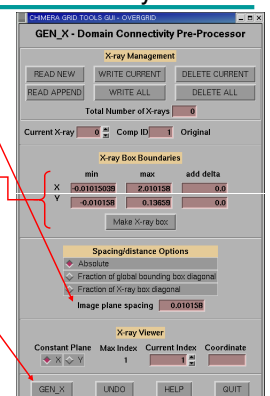 CHIMERA GRID TOOLS GUI - OVERGRID
GEN_X - Domain Connectivity Pre-Processor
X-ray Management
READ NEW WRITE CURRENT DELETE CURRENT
READ APPEND WRITE ALL DELETE ALL
Total Number of X-rays 0
Current X-ray 0 Comp ID 1 Original
X-ray Box Boundaries
min max add delta
X -0.01015039 2.010158 0.0
Y -0.010158 0.13659 0.0
Make X-ray box
Spacing/distance Options
Absolute
Fraction of global bounding box diagonal
Fraction of X-ray box diagonal
Image plane spacing 0.010158
X-ray Viewer
Constant Plane Max Index Current Index Coordinate
X Y 1 1
GEN_X UNDO HELP QUIT